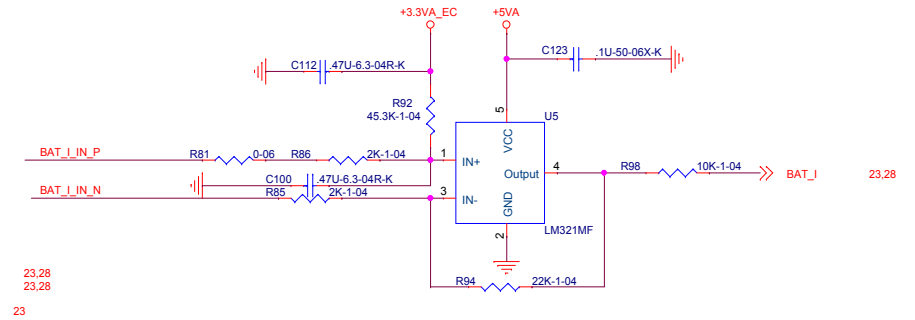 +3.3VA_EC +5VA
C112 .47U-6.3-04R-K C123 .1U-50-06X-K
R92
45.3K-1-04
5 U5
VCC
BAT_I_IN_P R81 0-06 R86 2K-1-04 1 IN+
Output 4 R98 10K-1-04 BAT_I 23,28
C100 .47U-6.3-04R-K
BAT_I_IN_N R85 2K-1-04 3 IN-
GND
2 LM321MF
R94 22K-1-04
23,28
23,28
23